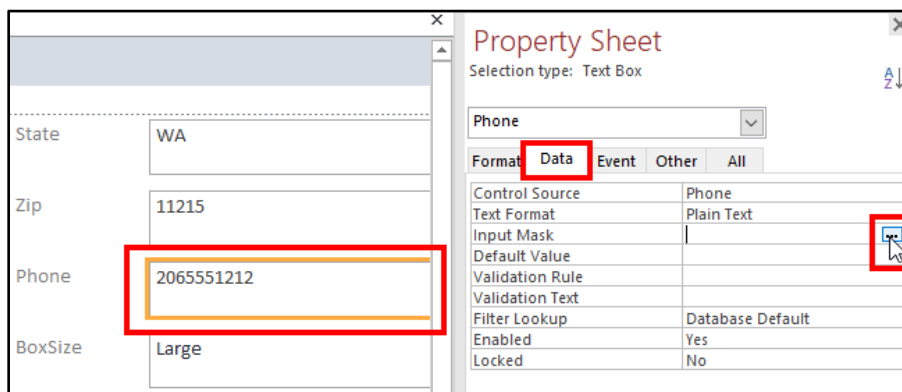 State WA
Zip 11215
Phone 2065551212
BoxSize Large
Property Sheet
Selection type: Text Box
Phone
Format Data Event Other All
Control Source Phone
Text Format Plain Text
Input Mask ...
Default Value
Validation Rule
Validation Text
Filter Lookup Database Default
Enabled Yes
Locked No